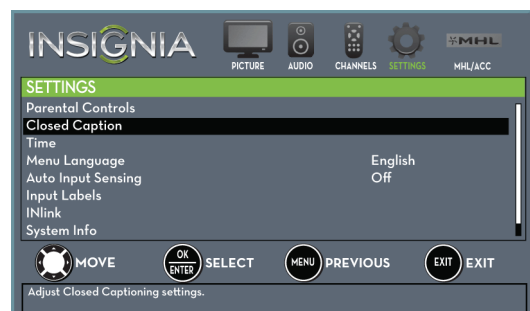 INSIGNIA
PICTURE AUDIO CHANNELS SETTINGS MHL MHL/ACC
SETTINGS
Parental Controls
Closed Caption
Time
Menu Language English
Auto Input Sensing Off
Input Labels
INlink
System Info
MOVE OK ENTER SELECT MENU PREVIOUS EXIT EXIT
Adjust Closed Captioning settings.